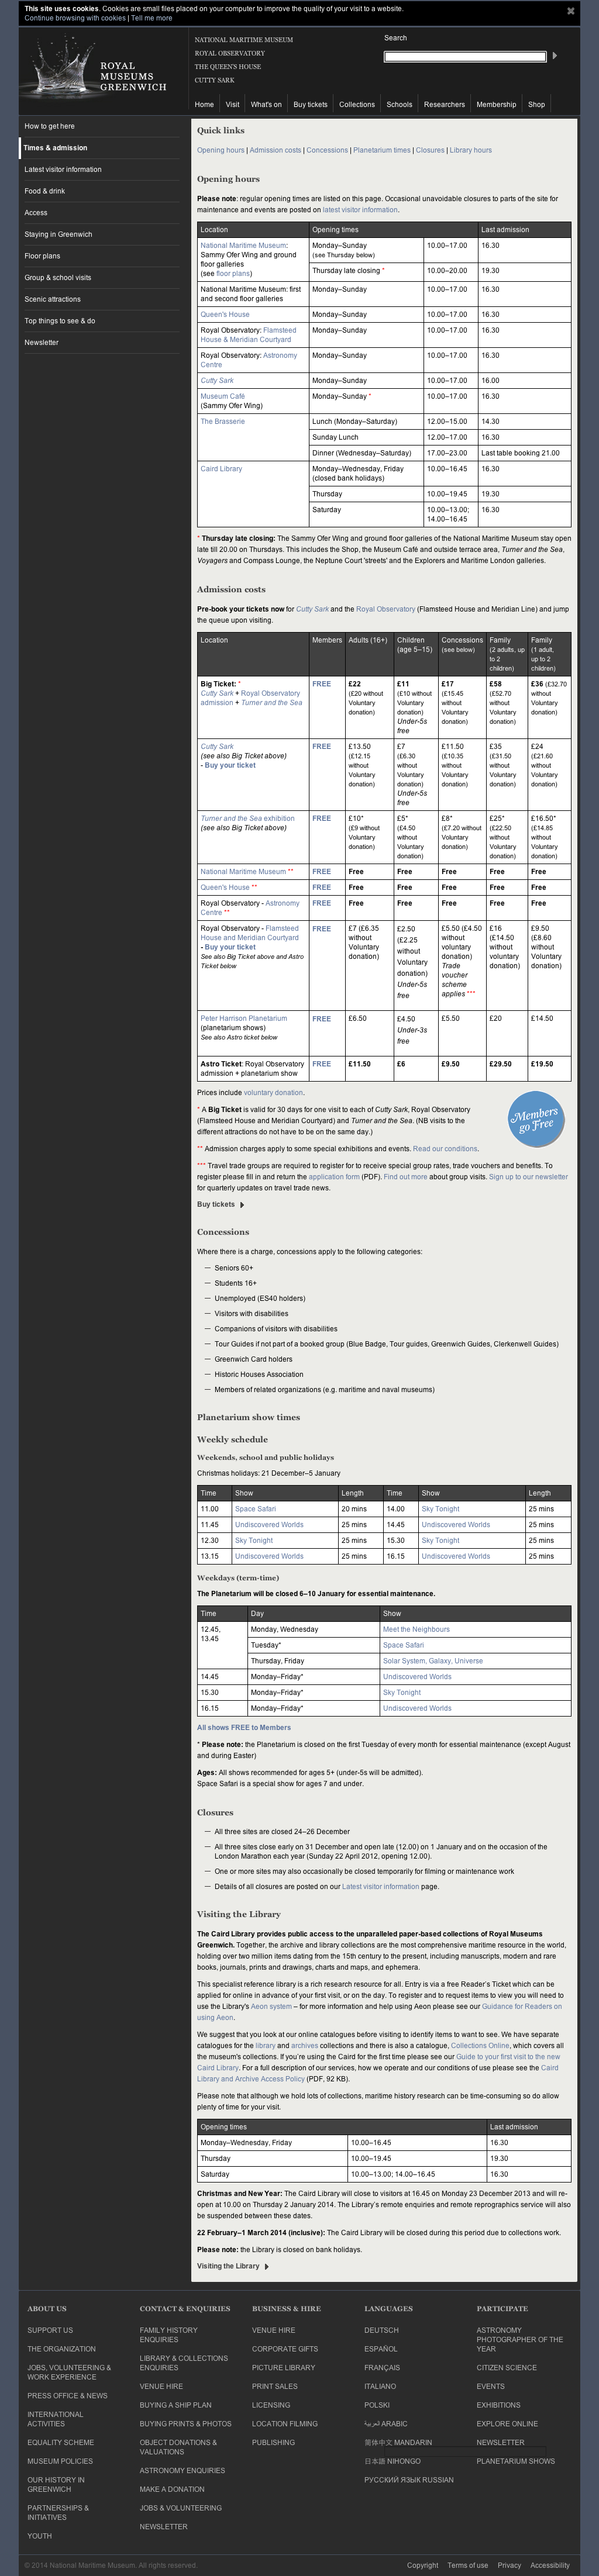 This site uses cookies. Cookies are small files placed on your computer to improve the quality of your visit to a website.
Continue browsing with cookies | Tell me more
ROYAL
MUSEUMS
GREENWICH
NATIONAL MARITIME MUSEUM
ROYAL OBSERVATORY
THE QUEEN'S HOUSE
CUTTY SARK
Search
Home Visit What's on Buy tickets Collections Schools Researchers Membership Shop
How to get here
Times & admission
Latest visitor information
Food & drink
Access
Staying in Greenwich
Floor plans
Group & school visits
Scenic attractions
Top things to see & do
Newsletter
Quick links
Opening hours | Admission costs | Concessions | Planetarium times | Closures | Library hours
Opening hours
Please note: regular opening times are listed on this page. Occasional unavoidable closures to parts of the site for
maintenance and events are posted on latest visitor information.
Location Opening times Last admission
National Maritime Museum:
Sammy Ofer Wing and ground
floor galleries
(see floor plans)
Monday–Sunday
(see Thursday below)
10.00–17.00 16.30
Thursday late closing * 10.00–20.00 19.30
National Maritime Museum: first
and second floor galleries
Monday–Sunday 10.00–17.00 16.30
Queen's House Monday–Sunday 10.00–17.00 16.30
Royal Observatory: Flamsteed
House & Meridian Courtyard
Monday–Sunday 10.00–17.00 16.30
Royal Observatory: Astronomy
Centre
Monday–Sunday 10.00–17.00 16.30
Cutty Sark Monday–Sunday 10.00–17.00 16.00
Museum Café
(Sammy Ofer Wing)
Monday–Sunday * 10.00–17.00 16.30
The Brasserie Lunch (Monday–Saturday) 12.00–15.00 14.30
Sunday Lunch 12.00–17.00 16.30
Dinner (Wednesday–Saturday) 17.00–23.00 Last table booking 21.00
Caird Library Monday–Wednesday, Friday
(closed bank holidays)
10.00–16.45 16.30
Thursday 10.00–19.45 19.30
Saturday 10.00–13.00;
14.00–16.45
16.30
* Thursday late closing: The Sammy Ofer Wing and ground floor galleries of the National Maritime Museum stay open
late till 20.00 on Thursdays. This includes the Shop, the Museum Café and outside terrace area, Turner and the Sea,
Voyagers and Compass Lounge, the Neptune Court 'streets' and the Explorers and Maritime London galleries.
Admission costs
Pre-book your tickets now for Cutty Sark and the Royal Observatory (Flamsteed House and Meridian Line) and jump
the queue upon visiting.
Location Members Adults (16+) Children
(age 5–15)
Concessions
(see below)
Family
(2 adults, up
to 2
children)
Family
(1 adult,
up to 2
children)
Big Ticket: *
Cutty Sark + Royal Observatory
admission + Turner and the Sea
FREE
£22
(£20 without
Voluntary
donation)
£11
(£10 without
Voluntary
donation)
Under-5s
free
£17
(£15.45
without
Voluntary
donation)
£58
(£52.70
without
Voluntary
donation)
£36 (£32.70
without
Voluntary
donation)
Cutty Sark
(see also Big Ticket above)
- Buy your ticket
FREE
£13.50
(£12.15
without
Voluntary
donation)
£7
(£6.30
without
Voluntary
donation)
Under-5s
free
£11.50
(£10.35
without
Voluntary
donation)
£35
(£31.50
without
Voluntary
donation)
£24
(£21.60
without
Voluntary
donation)
Turner and the Sea exhibition
(see also Big Ticket above)
FREE
£10*
(£9 without
Voluntary
donation)
£5*
(£4.50
without
Voluntary
donation)
£8*
(£7.20 without
Voluntary
donation)
£25*
(£22.50
without
Voluntary
donation)
£16.50*
(£14.85
without
Voluntary
donation)
National Maritime Museum ** FREE Free Free Free Free Free
Queen's House ** FREE Free Free Free Free Free
Royal Observatory - Astronomy
Centre **
FREE Free Free Free Free Free
Royal Observatory - Flamsteed
House and Meridian Courtyard
- Buy your ticket
See also Big Ticket above and Astro
Ticket below
FREE
£7 (£6.35
without
Voluntary
donation)
£2.50
(£2.25
without
Voluntary
donation)
Under-5s
free
£5.50 (£4.50
without
voluntary
donation)
Trade
voucher
scheme
applies ***
£16
(£14.50
without
voluntary
donation)
£9.50
(£8.60
without
Voluntary
donation)
Peter Harrison Planetarium
(planetarium shows)
See also Astro ticket below
FREE
£6.50
£4.50
Under-3s
free
£5.50
£20
£14.50
Astro Ticket: Royal Observatory
admission + planetarium show
FREE £11.50 £6 £9.50 £29.50 £19.50
Prices include voluntary donation.
* A Big Ticket is valid for 30 days for one visit to each of Cutty Sark, Royal Observatory
(Flamsteed House and Meridian Courtyard) and Turner and the Sea. (NB visits to the
different attractions do not have to be on the same day.)
Members
go Free
** Admission charges apply to some special exhibitions and events. Read our conditions.
*** Travel trade groups are required to register for to receive special group rates, trade vouchers and benefits. To
register please fill in and return the application form (PDF). Find out more about group visits. Sign up to our newsletter
for quarterly updates on travel trade news.
Buy tickets
Concessions
Where there is a charge, concessions apply to the following categories:
— Seniors 60+
— Students 16+
— Unemployed (ES40 holders)
— Visitors with disabilities
— Companions of visitors with disabilities
— Tour Guides if not part of a booked group (Blue Badge, Tour guides, Greenwich Guides, Clerkenwell Guides)
— Greenwich Card holders
— Historic Houses Association
— Members of related organizations (e.g. maritime and naval museums)
Planetarium show times
Weekly schedule
Weekends, school and public holidays
Christmas holidays: 21 December–5 January
Time Show Length Time Show Length
11.00 Space Safari 20 mins 14.00 Sky Tonight 25 mins
11.45 Undiscovered Worlds 25 mins 14.45 Undiscovered Worlds 25 mins
12.30 Sky Tonight 25 mins 15.30 Sky Tonight 25 mins
13.15 Undiscovered Worlds 25 mins 16.15 Undiscovered Worlds 25 mins
Weekdays (term-time)
The Planetarium will be closed 6–10 January for essential maintenance.
Time Day Show
12.45,
13.45
Monday, Wednesday Meet the Neighbours
Tuesday* Space Safari
Thursday, Friday Solar System, Galaxy, Universe
14.45 Monday–Friday* Undiscovered Worlds
15.30 Monday–Friday* Sky Tonight
16.15 Monday–Friday* Undiscovered Worlds
All shows FREE to Members
* Please note: the Planetarium is closed on the first Tuesday of every month for essential maintenance (except August
and during Easter)
Ages: All shows recommended for ages 5+ (under-5s will be admitted).
Space Safari is a special show for ages 7 and under.
Closures
— All three sites are closed 24–26 December
— All three sites close early on 31 December and open late (12.00) on 1 January and on the occasion of the
London Marathon each year (Sunday 22 April 2012, opening 12.00).
— One or more sites may also occasionally be closed temporarily for filming or maintenance work
— Details of all closures are posted on our Latest visitor information page.
Visiting the Library
The Caird Library provides public access to the unparalleled paper-based collections of Royal Museums
Greenwich. Together, the archive and library collections are the most comprehensive maritime resource in the world,
holding over two million items dating from the 15th century to the present, including manuscripts, modern and rare
books, journals, prints and drawings, charts and maps, and ephemera.
This specialist reference library is a rich research resource for all. Entry is via a free Reader's Ticket which can be
applied for online in advance of your first visit, or on the day. To register and to request items to view you will need to
use the Library's Aeon system – for more information and help using Aeon please see our Guidance for Readers on
using Aeon.
We suggest that you look at our online catalogues before visiting to identify items to want to see. We have separate
catalogues for the library and archives collections and there is also a catalogue, Collections Online, which covers all
the museum's collections. If you're using the Caird for the first time please see our Guide to your first visit to the new
Caird Library. For a full description of our services, how we operate and our conditions of use please see the Caird
Library and Archive Access Policy (PDF, 92 KB).
Please note that although we hold lots of collections, maritime history research can be time-consuming so do allow
plenty of time for your visit.
Opening times Last admission
Monday–Wednesday, Friday 10.00–16.45 16.30
Thursday 10.00–19.45 19.30
Saturday 10.00–13.00; 14.00–16.45 16.30
Christmas and New Year: The Caird Library will close to visitors at 16.45 on Monday 23 December 2013 and will re-
open at 10.00 on Thursday 2 January 2014. The Library's remote enquiries and remote reprographics service will also
be suspended between these dates.
22 February–1 March 2014 (inclusive): The Caird Library will be closed during this period due to collections work.
Please note: the Library is closed on bank holidays.
Visiting the Library
ABOUT US
SUPPORT US
THE ORGANIZATION
JOBS, VOLUNTEERING &
WORK EXPERIENCE
PRESS OFFICE & NEWS
INTERNATIONAL
ACTIVITIES
EQUALITY SCHEME
MUSEUM POLICIES
OUR HISTORY IN
GREENWICH
PARTNERSHIPS &
INITIATIVES
YOUTH
CONTACT & ENQUIRIES
FAMILY HISTORY
ENQUIRIES
LIBRARY & COLLECTIONS
ENQUIRIES
VENUE HIRE
BUYING A SHIP PLAN
BUYING PRINTS & PHOTOS
OBJECT DONATIONS &
VALUATIONS
ASTRONOMY ENQUIRIES
MAKE A DONATION
JOBS & VOLUNTEERING
NEWSLETTER
BUSINESS & HIRE
VENUE HIRE
CORPORATE GIFTS
PICTURE LIBRARY
PRINT SALES
LICENSING
LOCATION FILMING
PUBLISHING
LANGUAGES
DEUTSCH
ESPAÑOL
FRANÇAIS
ITALIANO
POLSKI
العربية ARABIC
简体中文 MANDARIN
日本語 NIHONGO
РУССКИЙ ЯЗЫК RUSSIAN
PARTICIPATE
ASTRONOMY
PHOTOGRAPHER OF THE
YEAR
CITIZEN SCIENCE
EVENTS
EXHIBITIONS
EXPLORE ONLINE
NEWSLETTER
PLANETARIUM SHOWS
© 2014 National Maritime Museum. All rights reserved.
Copyright Terms of use Privacy Accessibility